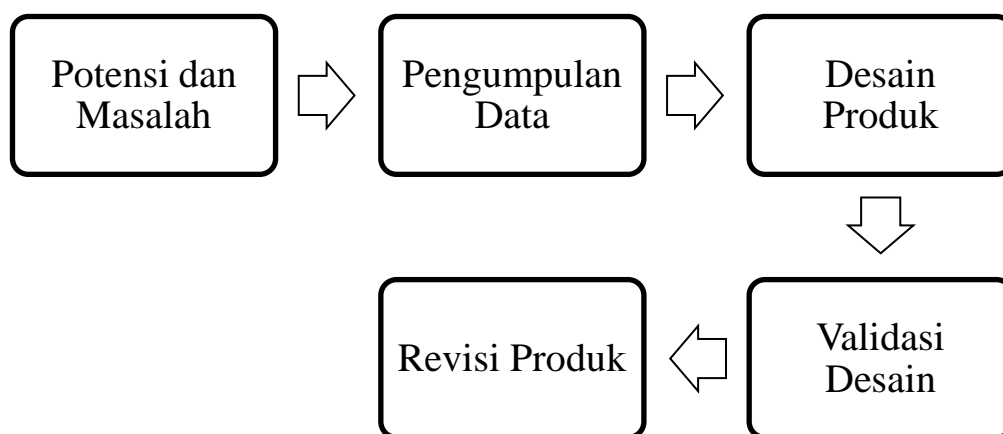 Potensi dan
Masalah
Pengumpulan
Data
Desain
Produk
Validasi
Desain
Revisi Produk